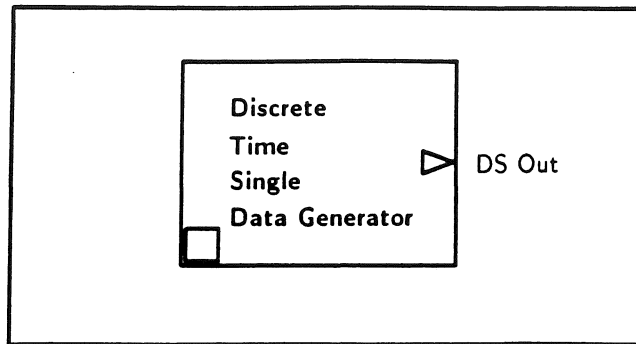 Discrete
Time
Single
Data Generator
DS Out